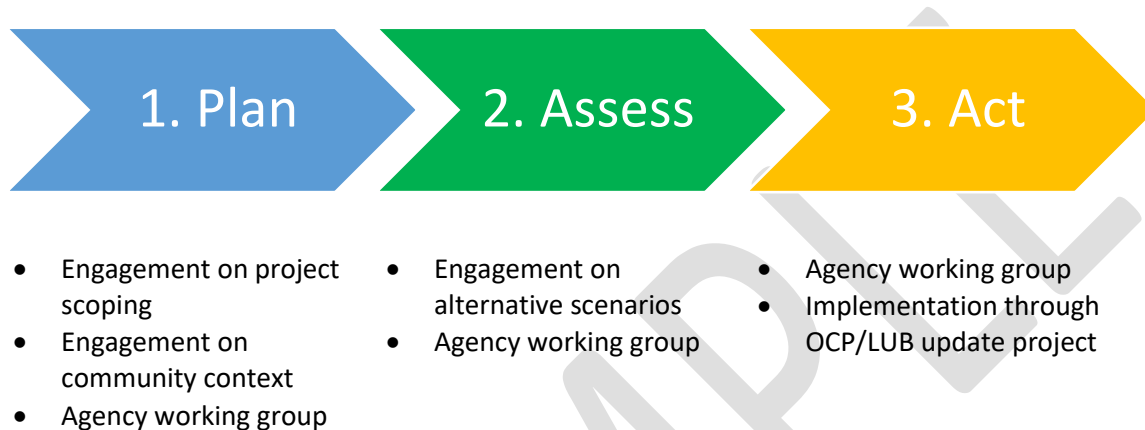 1. Plan
2. Assess
3. Act
• Engagement on project
scoping
• Engagement on
community context
• Agency working group
• Engagement on
alternative scenarios
• Agency working group
• Agency working group
• Implementation through
OCP/LUB update project